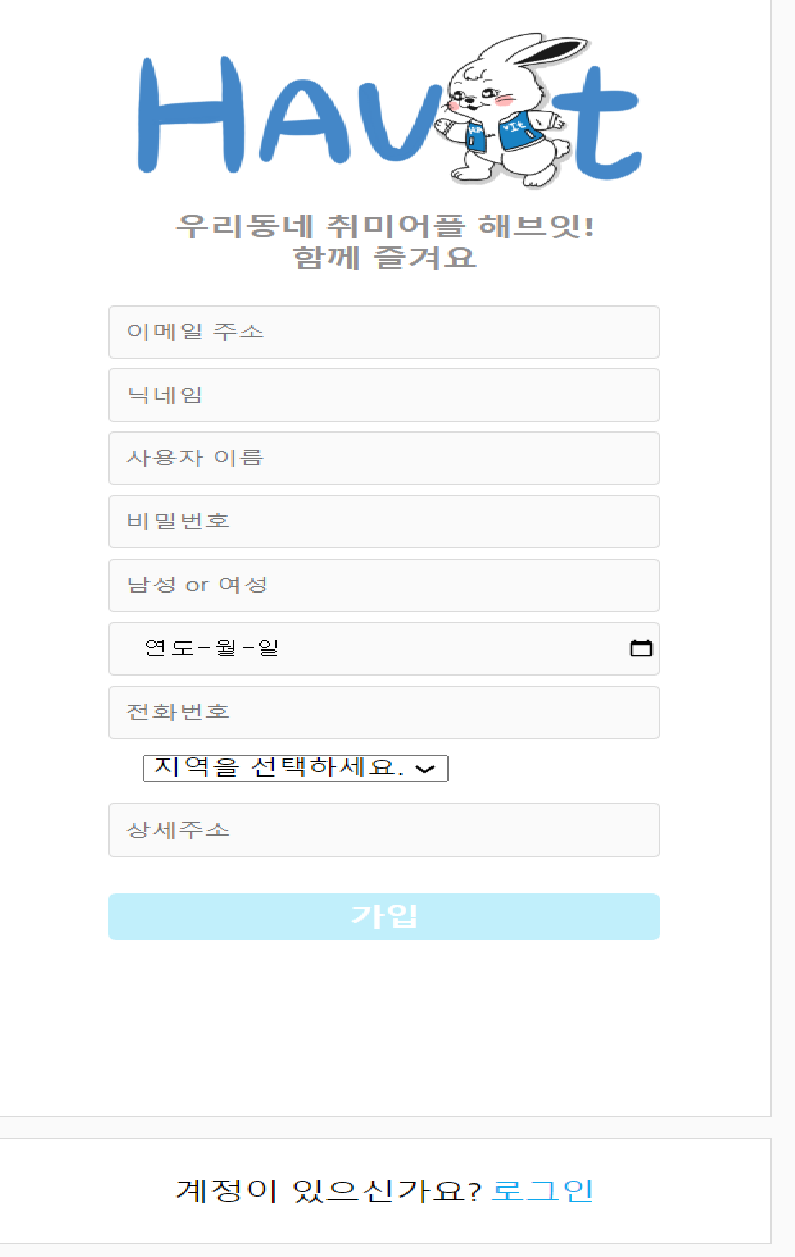 HAVIt
우리동네 취미어플 해브잇!
함께 즐겨요
이메일 주소
닉네임
사용자 이름
비밀번호
남성 or 여성
연도-월-일
전화번호
지역을 선택하세요.
상세주소
가입
계정이 있으신가요? 로그인